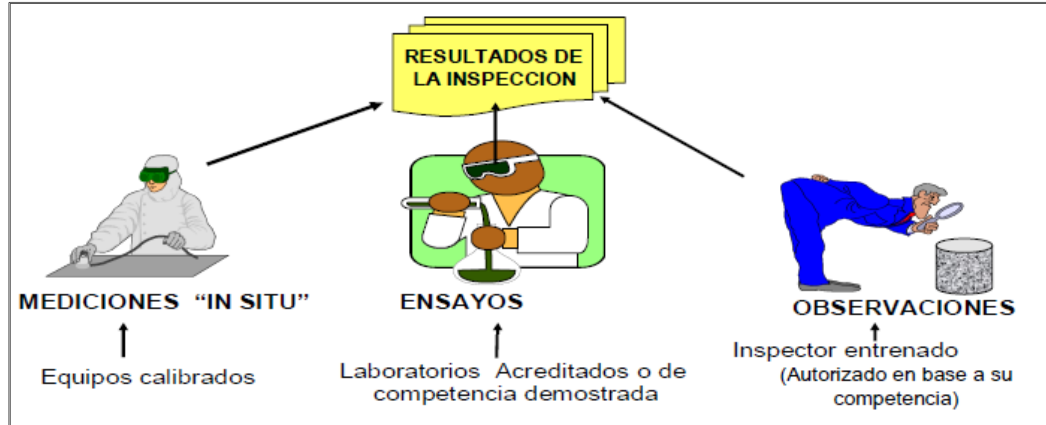 RESULTADOS DE
LA INSPECCION
MEDICIONES “IN SITU”
Equipos calibrados
ENSAYOS
Laboratorios Acreditados o de
competencia demostrada
OBSERVACIONES
Inspector entrenado
(Autorizado en base a su
competencia)